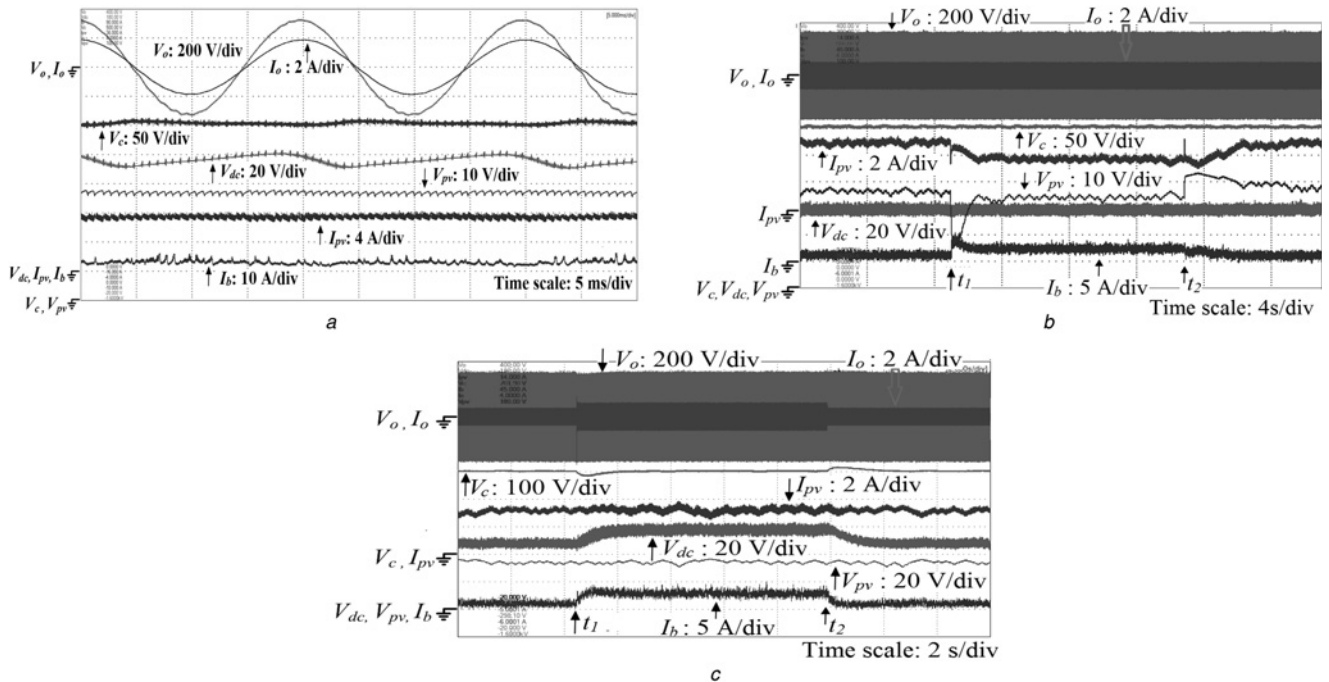 Vo: 200 V/div
Io : 2 A/div
Vo, Io
Vc: 50 V/div
Vdc: 20 V/div
Vpv: 10 V/div
Ipv: 4 A/div
Vdc, Ipv, Ib
Ib: 10 A/div
Time scale: 5 ms/div
Vc, Vpv
a
Vo : 200 V/div
Io : 2 A/div
Vo , Io
Vc : 50 V/div
Ipv : 2 A/div
Vpv : 10 V/div
Ipv
Vdc : 20 V/div
Ib
Vc, Vdc, Vpv
t1
Ib : 5 A/div
t2
Time scale: 4s/div
b
Vo: 200 V/div
Io : 2 A/div
Vo , Io
Vc: 100 V/div
Ipv : 2 A/div
Vc , Ipv
Vdc : 20 V/div
Vpv : 20 V/div
Vdc, Vpv, Ib
t1
Ib : 5 A/div
t2
Time scale: 2 s/div
c